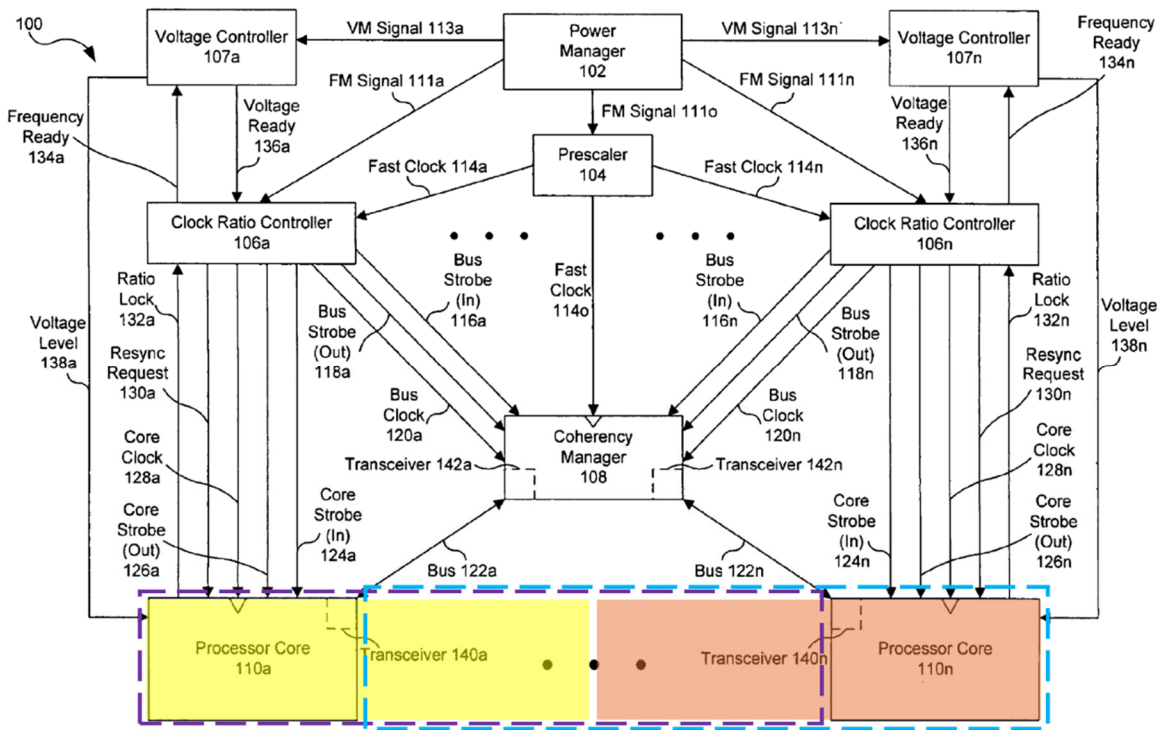 100
Voltage Controller
107a
VM Signal 113a
Power
Manager
102
VM Signal 113n
Voltage Controller
107n
Frequency
Ready
134n
FM Signal 111a
FM Signal 111n
FM Signal 111o
Frequency
Ready
134a
Voltage
Ready
136a
Prescaler
104
Voltage
Ready
136n
Fast Clock 114a
Fast Clock 114n
Clock Ratio Controller
106a
Clock Ratio Controller
106n
Ratio
Lock
132a
Bus
Strobe
(In)
116a
Fast
Clock
114o
Bus
Strobe
(In)
116n
Ratio
Lock
132n
Voltage
Level
138a
Bus
Strobe
(Out)
118a
Bus
Strobe
(Out)
118n
Voltage
Level
138n
Resync
Request
130a
Resync
Request
130n
Bus
Clock
120a
Bus
Clock
120n
Core
Clock
128a
Coherency
Manager
108
Core
Clock
128n
Transceiver 142a
Transceiver 142n
Core
Strobe
(Out)
126a
Core
Strobe
(In)
124a
Core
Strobe
(In)
124n
Core
Strobe
(Out)
126n
Bus 122a
Bus 122n
Processor Core
110a
Transceiver 140a
Transceiver 140n
Processor Core
110n